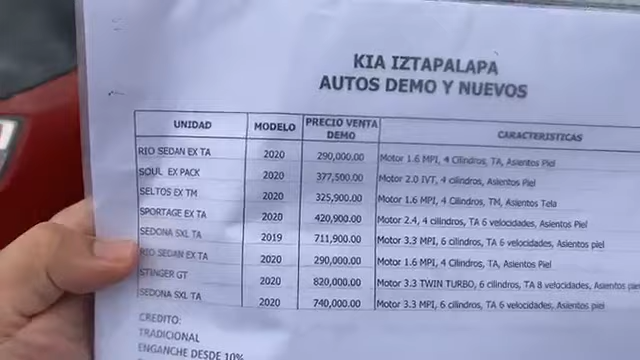 KIA IZTAPALAPA
AUTOS DEMO Y NUEVOS
UNIDAD MODELO PRECIO VENTA DEMO CARACTERISTICAS
RIO SEDAN EX TA 2020 290,000.00 Motor 1.6 MPI, 4 Cilindros, TA, Asientos Piel
SOUL EX PACK 2020 377,500.00 Motor 2.0 IVT, 4 cilindros, Asientos Piel
SELTOS EX TM 2020 325,900.00 Motor 1.6 MPI, 4 Cilindros, TM, Asientos Tela
SPORTAGE EX TA 2020 420,900.00 Motor 2.4, 4 cilindros, TA 6 velocidades, Asientos Piel
SEDONA SXL TA 2019 711,900.00 Motor 3.3 MPI, 6 cilindros, TA 6 velocidades, Asientos piel
RIO SEDAN EX TA 2020 290,000.00 Motor 1.6 MPI, 4 Cilindros, TA, Asientos Piel
STINGER GT 2020 820,000.00 Motor 3.3 TWIN TURBO, 6 cilindros, TA 8 velocidades, Asientos piel
SEDONA SXL TA 2020 740,000.00 Motor 3.3 MPI, 6 cilindros, TA 6 velocidades, Asientos piel
CREDITO:
TRADICIONAL
ENGANCHE DESDE 10%